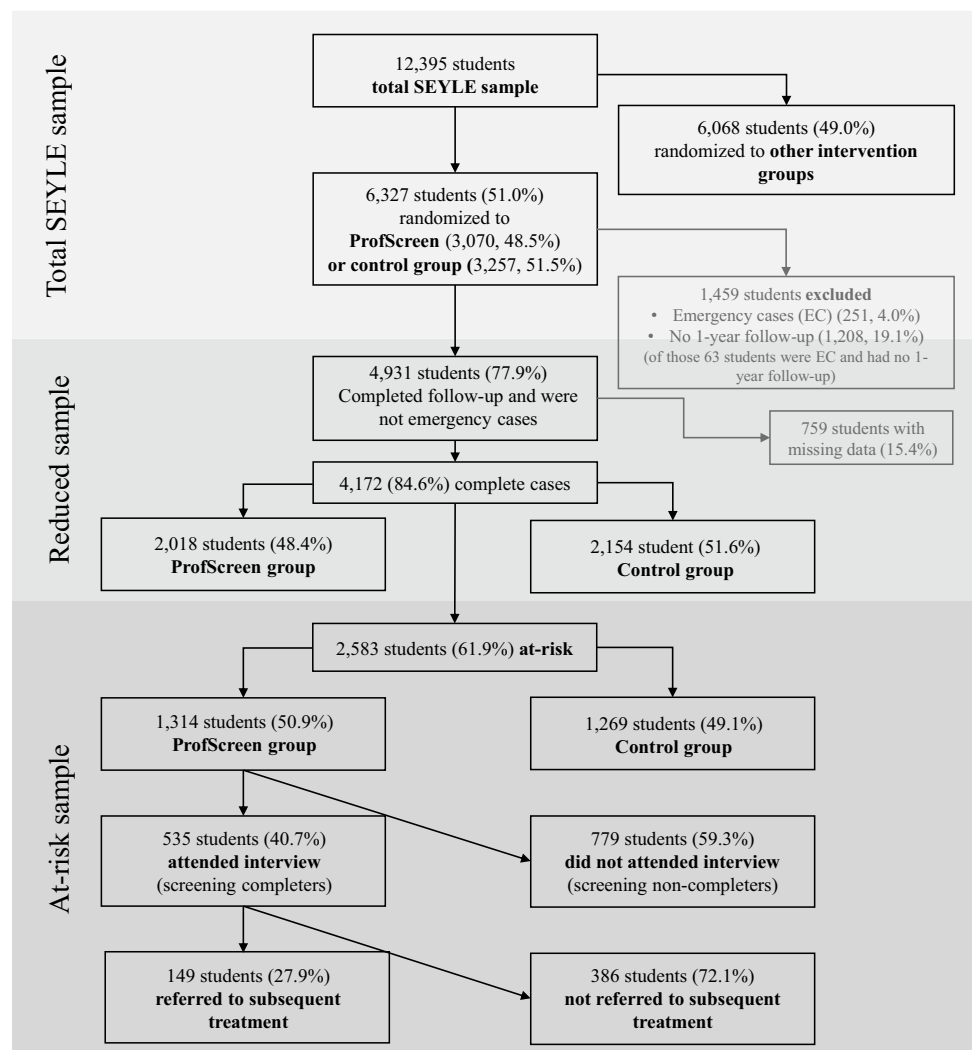 Total SEYLE sample
12,395 students
total SEYLE sample
6,068 students (49.0%)
randomized to other intervention
groups
6,327 students (51.0%)
randomized to
ProfScreen (3,070, 48.5%)
or control group (3,257, 51.5%)
1,459 students excluded
• Emergency cases (EC) (251, 4.0%)
• No 1-year follow-up (1,208, 19.1%)
(of those 63 students were EC and had no 1-
year follow-up)
Reduced sample
4,931 students (77.9%)
Completed follow-up and were
not emergency cases
759 students with
missing data (15.4%)
4,172 (84.6%) complete cases
2,018 students (48.4%)
ProfScreen group
2,154 student (51.6%)
Control group
At-risk sample
2,583 students (61.9%) at-risk
1,314 students (50.9%)
ProfScreen group
1,269 students (49.1%)
Control group
535 students (40.7%)
attended interview
(screening completers)
779 students (59.3%)
did not attended interview
(screening non-completers)
149 students (27.9%)
referred to subsequent
treatment
386 students (72.1%)
not referred to subsequent
treatment